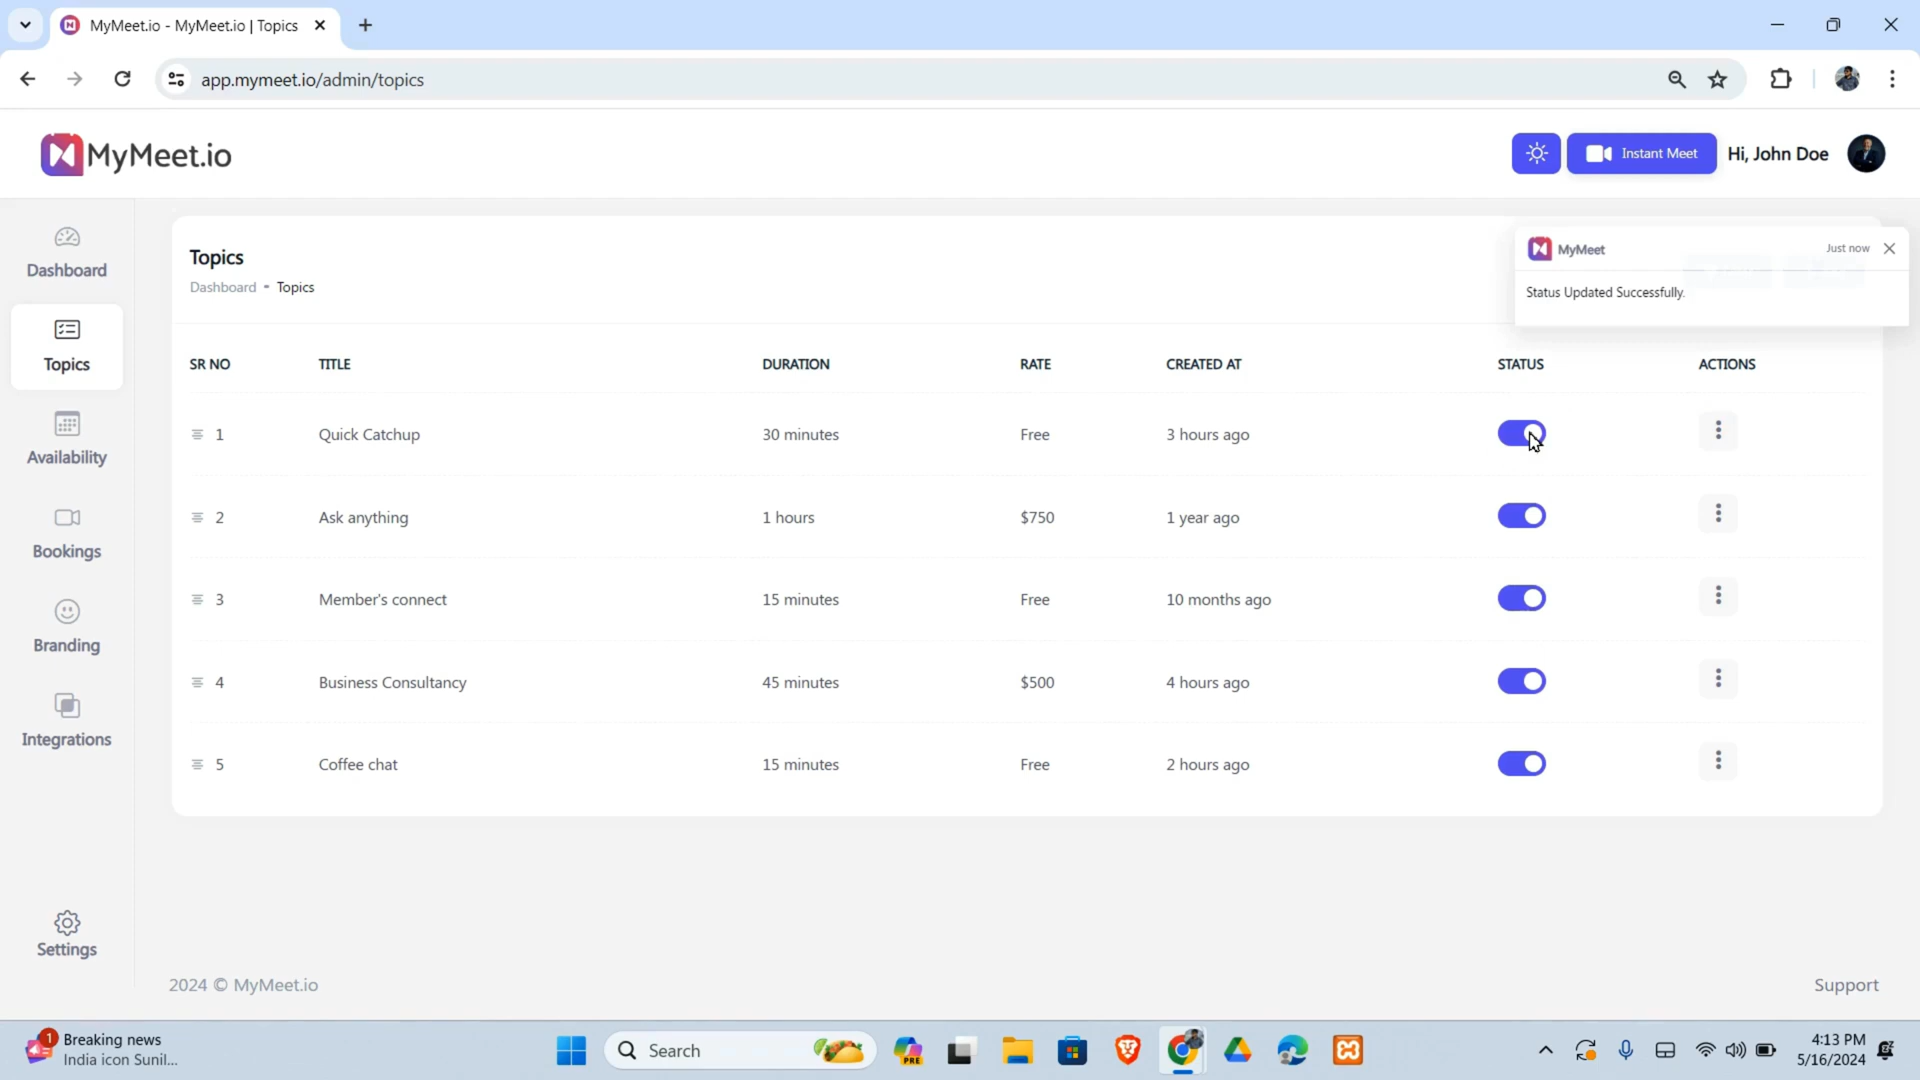 MyMeet.io - MyMeet.io | Topics
app.mymeet.io/admin/topics
MyMeet.io
Instant Meet
Hi, John Doe
Dashboard
Topics
Availability
Bookings
Branding
Integrations
Settings
Topics
Dashboard - Topics
MyMeet
Just now
Status Updated Successfully.
SR NO TITLE DURATION RATE CREATED AT STATUS ACTIONS
1 Quick Catchup 30 minutes Free 3 hours ago
2 Ask anything 1 hours $750 1 year ago
3 Member's connect 15 minutes Free 10 months ago
4 Business Consultancy 45 minutes $500 4 hours ago
5 Coffee chat 15 minutes Free 2 hours ago
2024 © MyMeet.io
Support
1
Breaking news
India icon Sunil...
Search
PRE
4:13 PM
5/16/2024